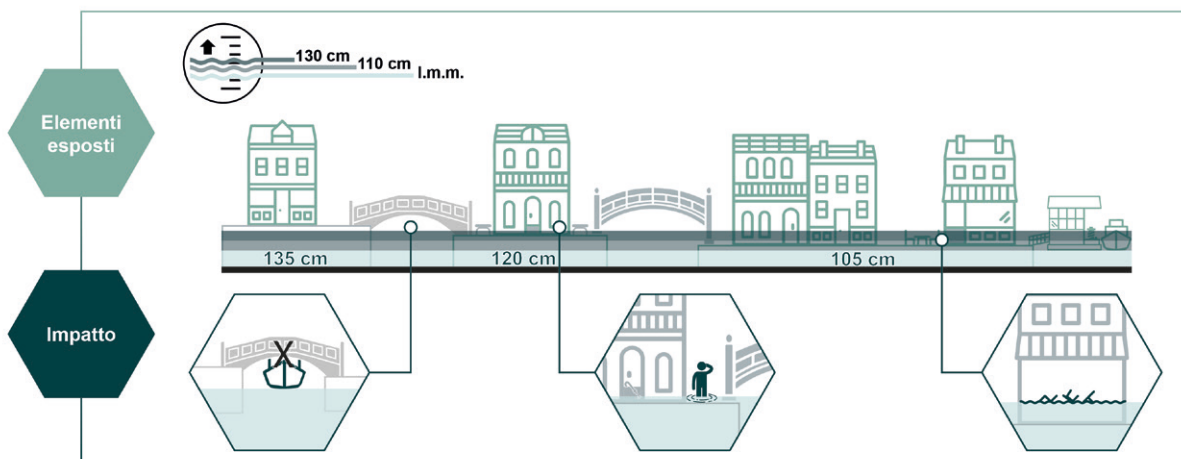 130 cm
110 cm
l.m.m.
Elementi
esposti
135 cm
120 cm
105 cm
Impatto